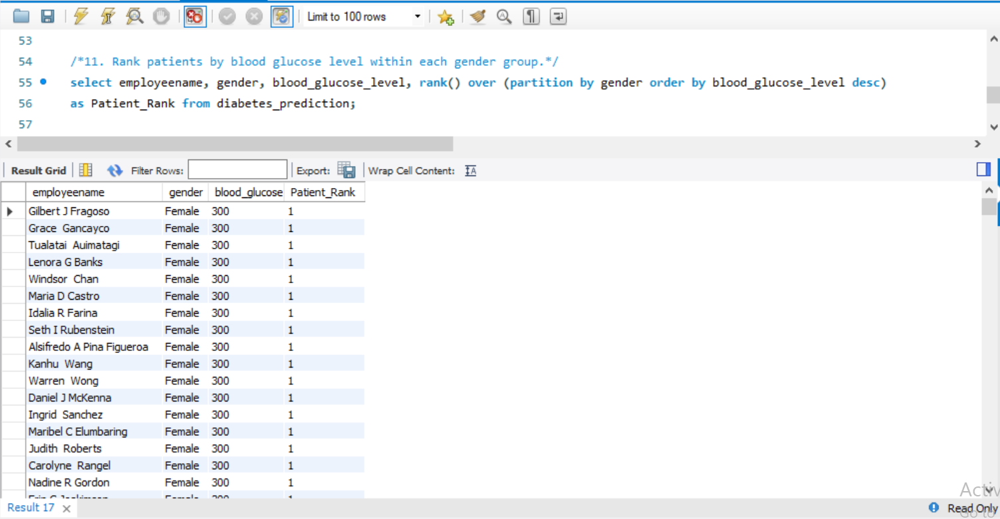 Limit to 100 rows
53
54 /*11. Rank patients by blood glucose level within each gender group.*/
55 select employeename, gender, blood_glucose_level, rank() over (partition by gender order by blood_glucose_level desc)
56 as Patient_Rank from diabetes_prediction;
57
Result Grid Filter Rows: Export: Wrap Cell Content:
employeename gender blood_glucose Patient_Rank
Gilbert J Fragoso Female 300 1
Grace  Gancayco Female 300 1
Tualatai  Auimatagi Female 300 1
Lenora G Banks Female 300 1
Windsor  Chan Female 300 1
Maria D Castro Female 300 1
Idalia R Farina Female 300 1
Seth I Rubenstein Female 300 1
Alsifredo A Pina Figueroa Female 300 1
Kanhu  Wang Female 300 1
Warren  Wong Female 300 1
Daniel J McKenna Female 300 1
Ingrid  Sanchez Female 300 1
Maribel C Elumbaring Female 300 1
Judith  Roberts Female 300 1
Carolyne  Rangel Female 300 1
Nadine R Gordon Female 300 1
Activ
Result 17 Read Only